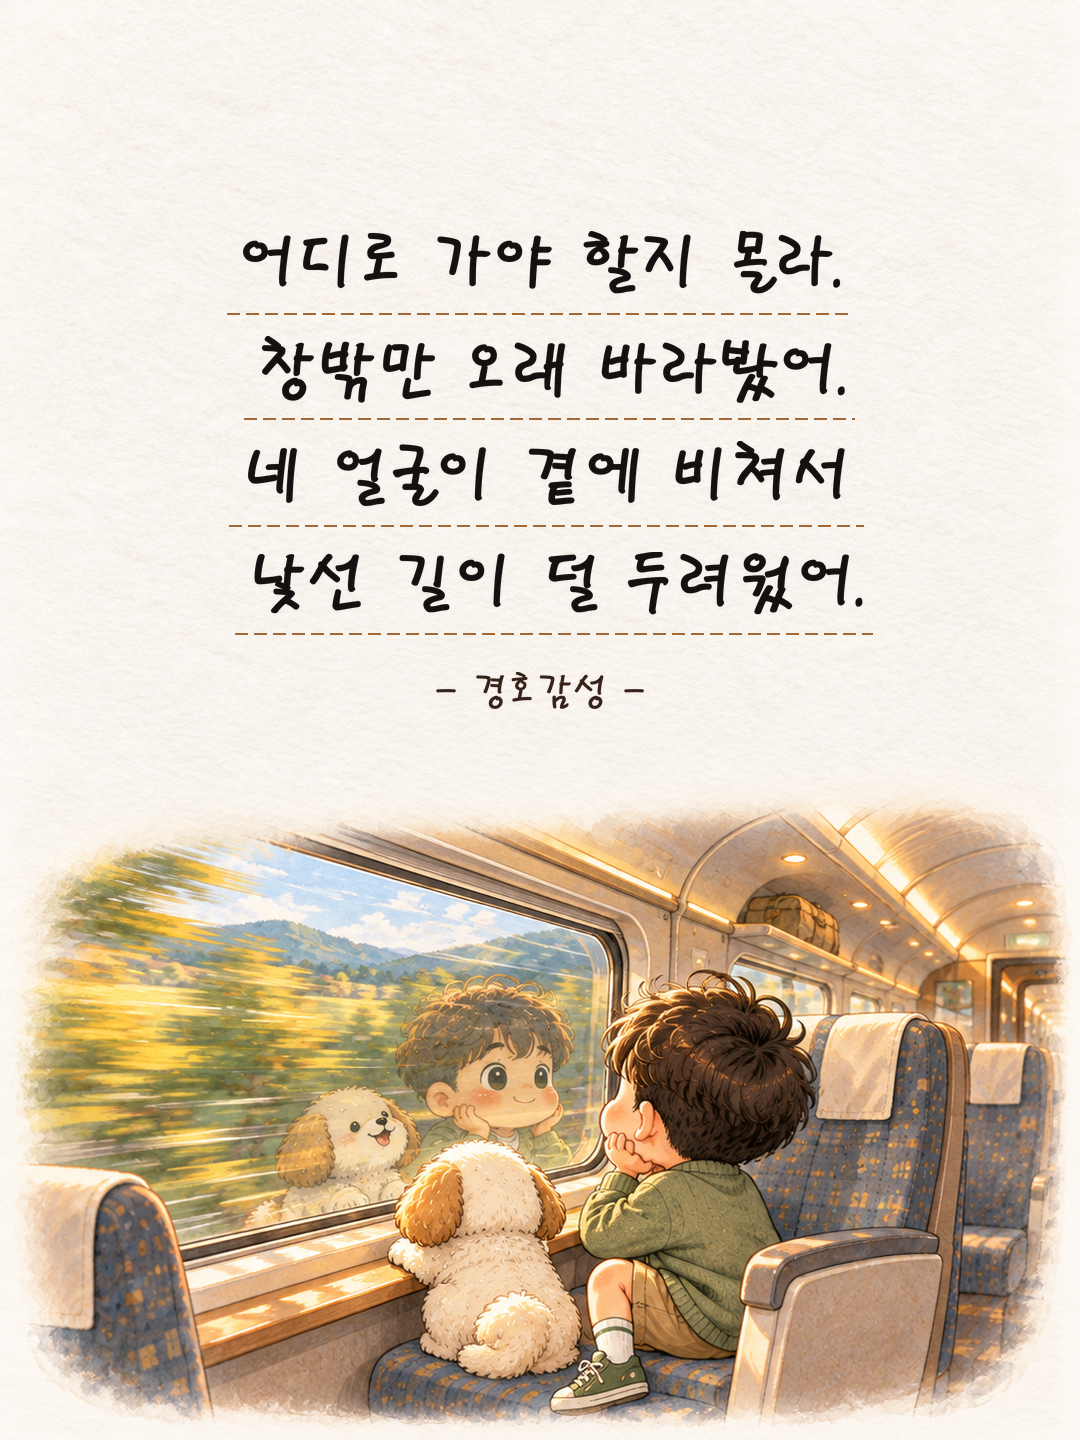 어디로 가야 할지 몰라.
창밖만 오래 바라봤어.
네 얼굴이 곁에 비쳐서
낯선 길이 덜 두려웠어.
- 경호감성 -